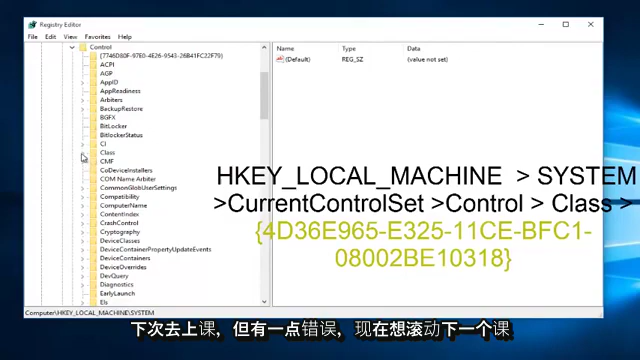 Registry Editor
File Edit View Favorites Help
Control
{7746D80F-97E0-4E26-9543-26B41FC22F79}
ACPI
AGP
AppID
AppReadiness
Arbiters
BackupRestore
BGFX
BitLocker
BitlockerStatus
CI
Class
CMF
CoDeviceInstallers
COM Name Arbiter
CommonGlobUserSettings
Compatibility
ComputerName
ContentIndex
CrashControl
Cryptography
DeviceClasses
DeviceContainerPropertyUpdateEvents
DeviceContainers
DeviceOverrides
DevQuery
Diagnostics
EarlyLaunch
Els
Name Type Data
(Default) REG_SZ (value not set)
HKEY_LOCAL_MACHINE > SYSTEM
>CurrentControlSet >Control > Class >
{4D36E965-E325-11CE-BFC1-
08002BE10318}
Computer\HKEY_LOCAL_MACHINE\SYSTEM
下次去上课，但有一点错误，现在想滚动下一个课